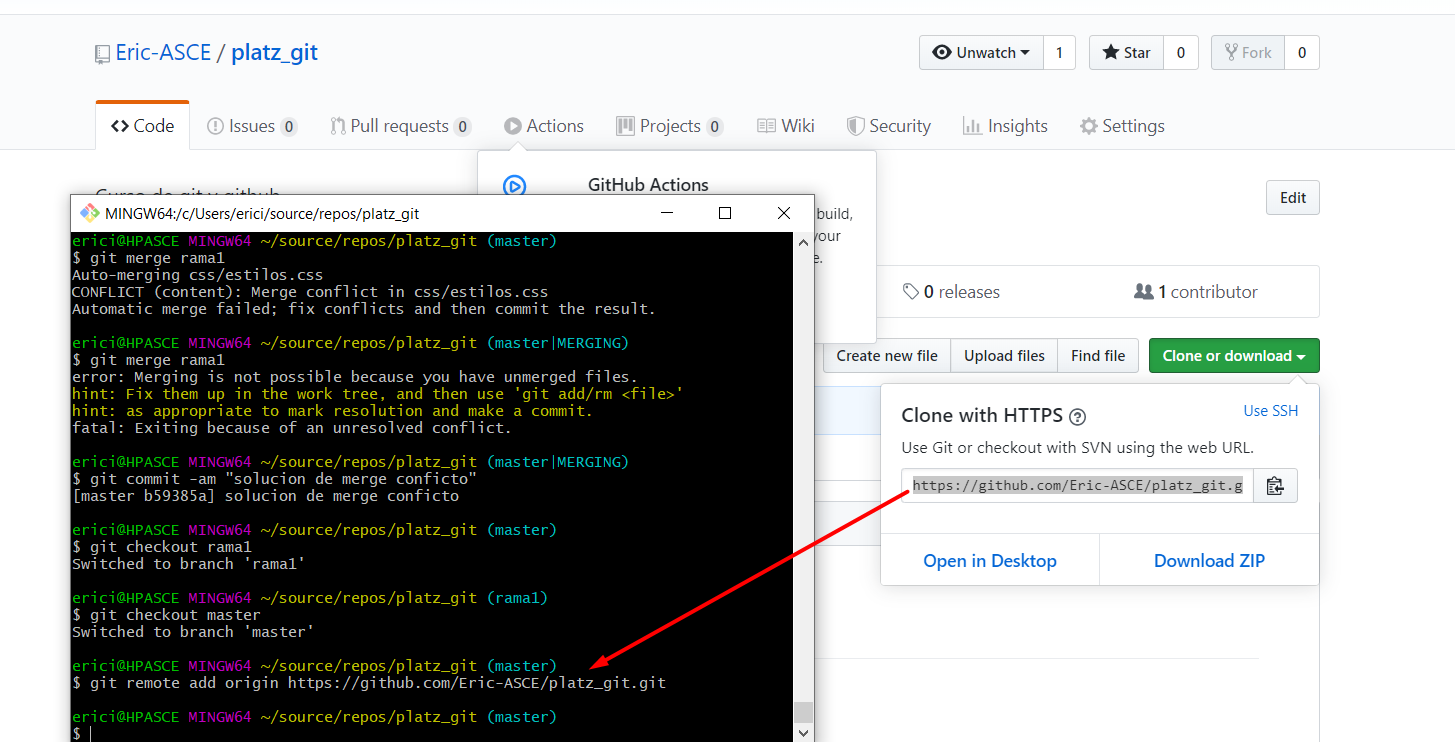 Eric-ASCE / platz_git
Unwatch 1
Star 0
Fork 0
Code
Issues 0
Pull requests 0
Actions
Projects 0
Wiki
Security
Insights
Settings
Curso de git y github
GitHub Actions
build,
your
e.
Edit
0 releases
1 contributor
Create new file
Upload files
Find file
Clone or download
Clone with HTTPS ?
Use SSH
Use Git or checkout with SVN using the web URL.
https://github.com/Eric-ASCE/platz_git.g
Open in Desktop
Download ZIP
MINGW64:/c/Users/erici/source/repos/platz_git
erici@HPASCE MINGW64 ~/source/repos/platz_git (master)
$ git merge rama1
Auto-merging css/estilos.css
CONFLICT (content): Merge conflict in css/estilos.css
Automatic merge failed; fix conflicts and then commit the result.
erici@HPASCE MINGW64 ~/source/repos/platz_git (master|MERGING)
$ git merge rama1
error: Merging is not possible because you have unmerged files.
hint: Fix them up in the work tree, and then use 'git add/rm <file>'
hint: as appropriate to mark resolution and make a commit.
fatal: Exiting because of an unresolved conflict.
erici@HPASCE MINGW64 ~/source/repos/platz_git (master|MERGING)
$ git commit -am "solucion de merge conficto"
[master b59385a] solucion de merge conficto
erici@HPASCE MINGW64 ~/source/repos/platz_git (master)
$ git checkout rama1
Switched to branch 'rama1'
erici@HPASCE MINGW64 ~/source/repos/platz_git (rama1)
$ git checkout master
Switched to branch 'master'
erici@HPASCE MINGW64 ~/source/repos/platz_git (master)
$ git remote add origin https://github.com/Eric-ASCE/platz_git.git
erici@HPASCE MINGW64 ~/source/repos/platz_git (master)
$